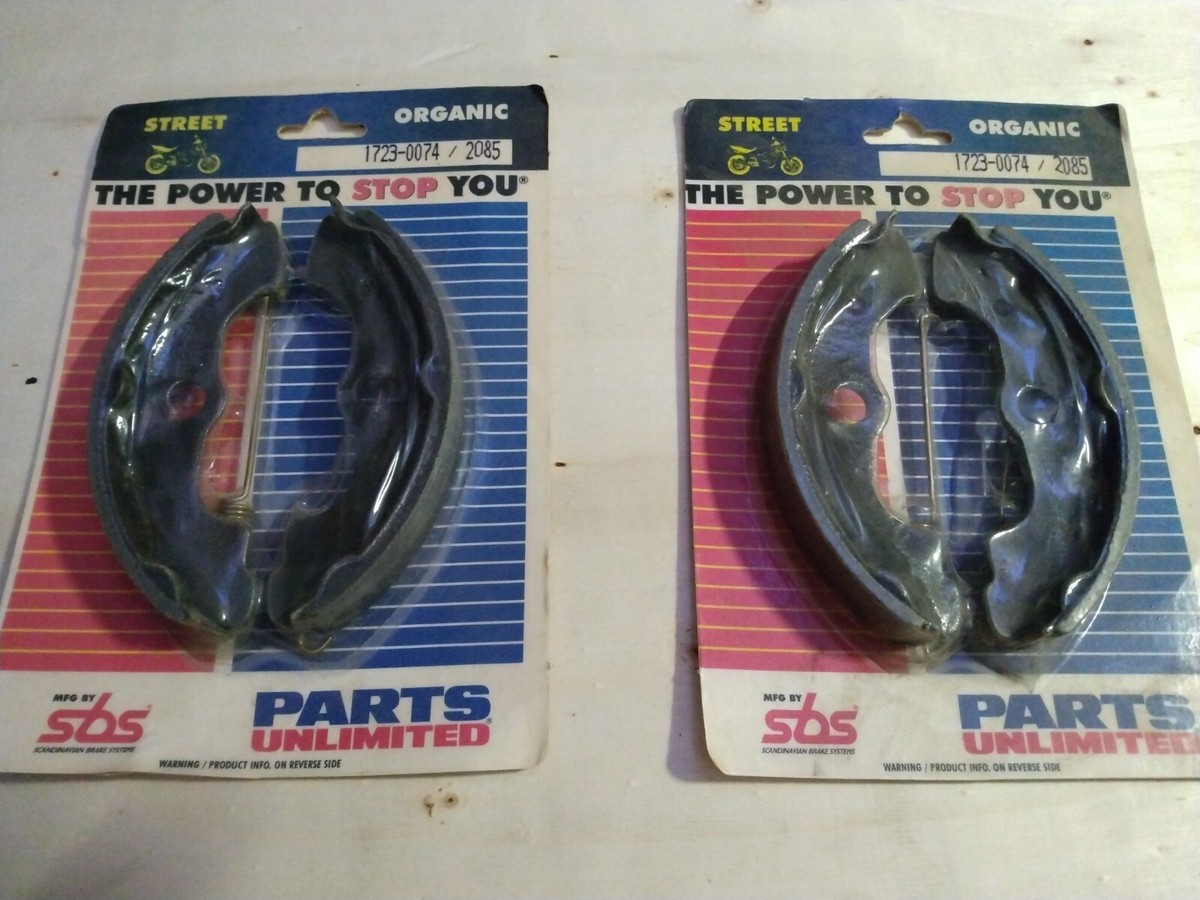 STREET
ORGANIC
1723-0074 / 2085
THE POWER TO STOP YOU®
MFG BY
sbs
SCANDINAVIAN BRAKE SYSTEMS
PARTS
UNLIMITED®
WARNING / PRODUCT INFO. ON REVERSE SIDE
STREET
ORGANIC
1723-0074 / 2085
THE POWER TO STOP YOU®
MFG BY
sbs
SCANDINAVIAN BRAKE SYSTEMS
PARTS
UNLIMITED
WARNING / PRODUCT INFO. ON REVERSE SIDE